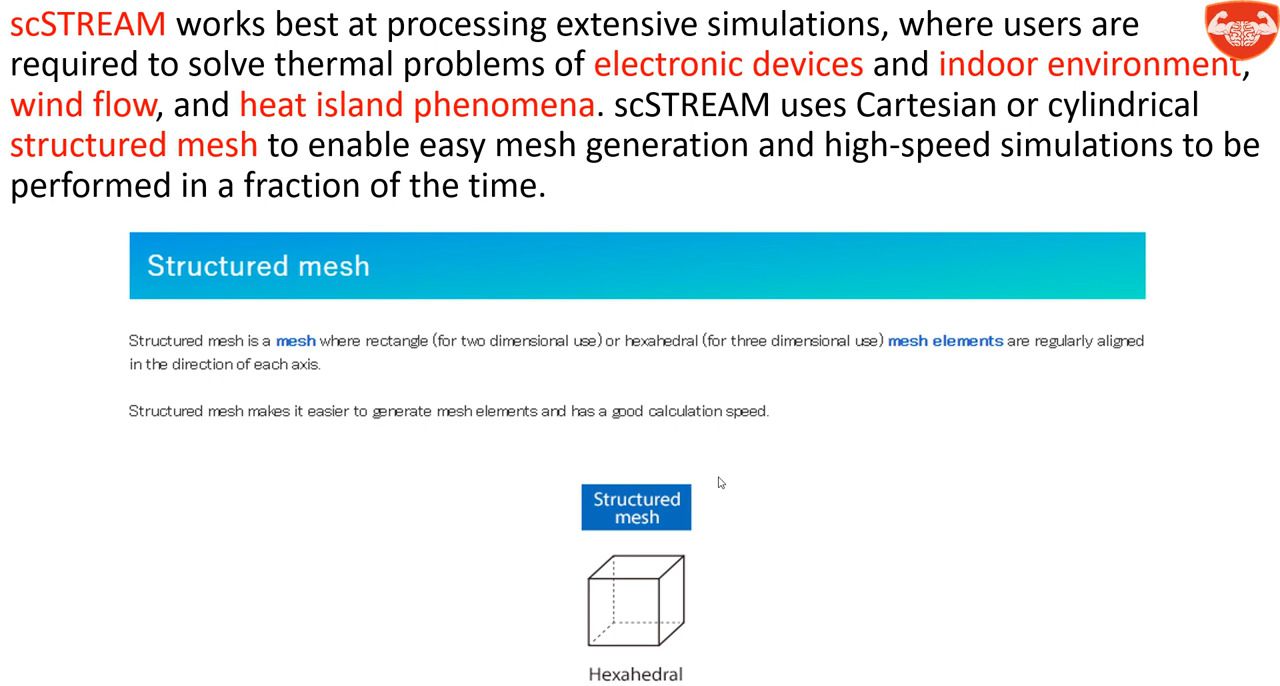 scSTREAM works best at processing extensive simulations, where users are
required to solve thermal problems of electronic devices and indoor environment,
wind flow, and heat island phenomena. scSTREAM uses Cartesian or cylindrical
structured mesh to enable easy mesh generation and high-speed simulations to be
performed in a fraction of the time.
Structured mesh
Structured mesh is a mesh where rectangle (for two dimensional use) or hexahedral (for three dimensional use) mesh elements are regularly aligned
in the direction of each axis.
Structured mesh makes it easier to generate mesh elements and has a good calculation speed.
Structured
mesh
Hexahedral